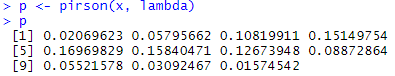 > p <- pirson(x, lambda)
> p
[1] 0.02069623 0.05795662 0.10819911 0.15149754
[5] 0.16969829 0.15840471 0.12673948 0.08872864
[9] 0.05521578 0.03092467 0.01574542